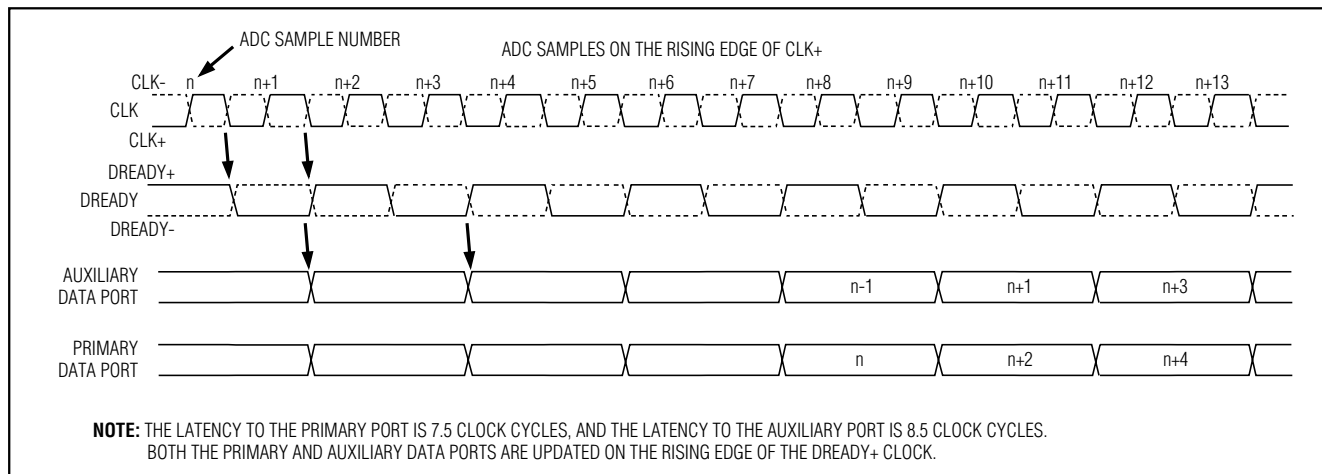 ADC SAMPLE NUMBER
ADC SAMPLES ON THE RISING EDGE OF CLK+
CLK-
n n+1 n+2 n+3 n+4 n+5 n+6 n+7 n+8 n+9 n+10 n+11 n+12 n+13
CLK
CLK+
DREADY+
DREADY
DREADY-
AUXILIARY
DATA PORT
n-1 n+1 n+3
PRIMARY
DATA PORT
n n+2 n+4
NOTE: THE LATENCY TO THE PRIMARY PORT IS 7.5 CLOCK CYCLES, AND THE LATENCY TO THE AUXILIARY PORT IS 8.5 CLOCK CYCLES.
BOTH THE PRIMARY AND AUXILIARY DATA PORTS ARE UPDATED ON THE RISING EDGE OF THE DREADY+ CLOCK.